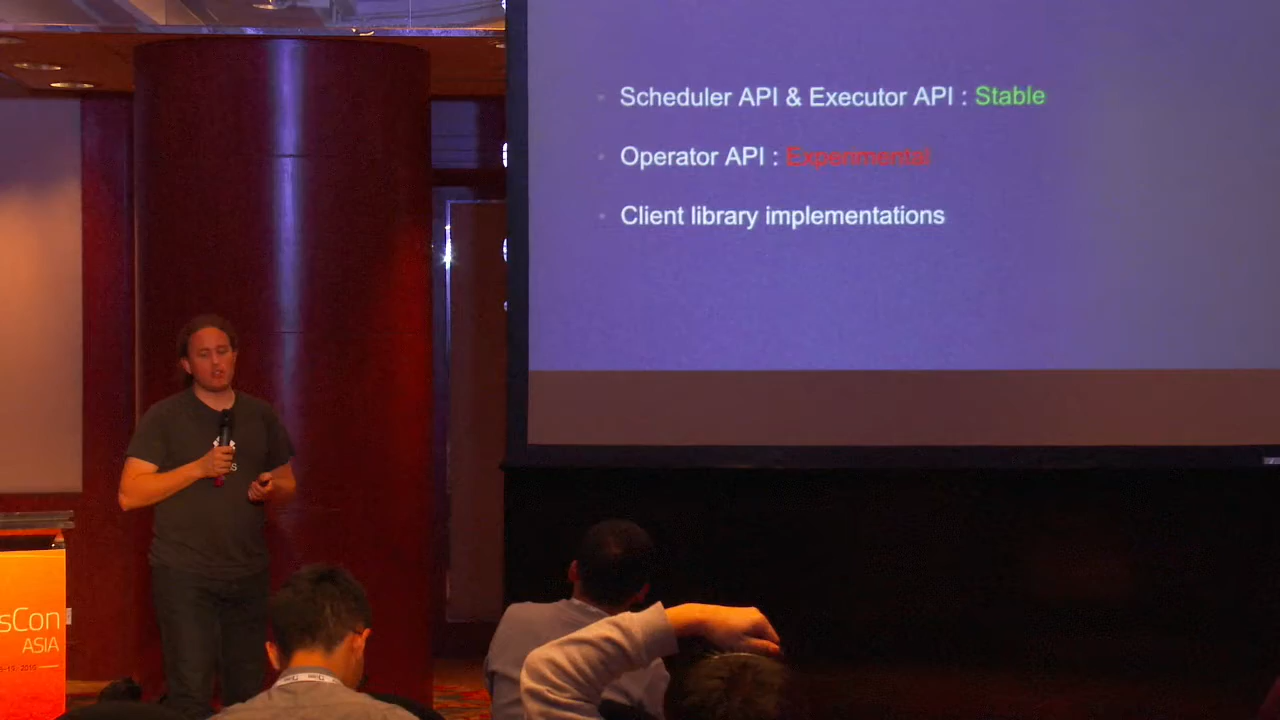 Scheduler API & Executor API : Stable
Operator API : Experimental
Client library implementations
sCon
ASIA